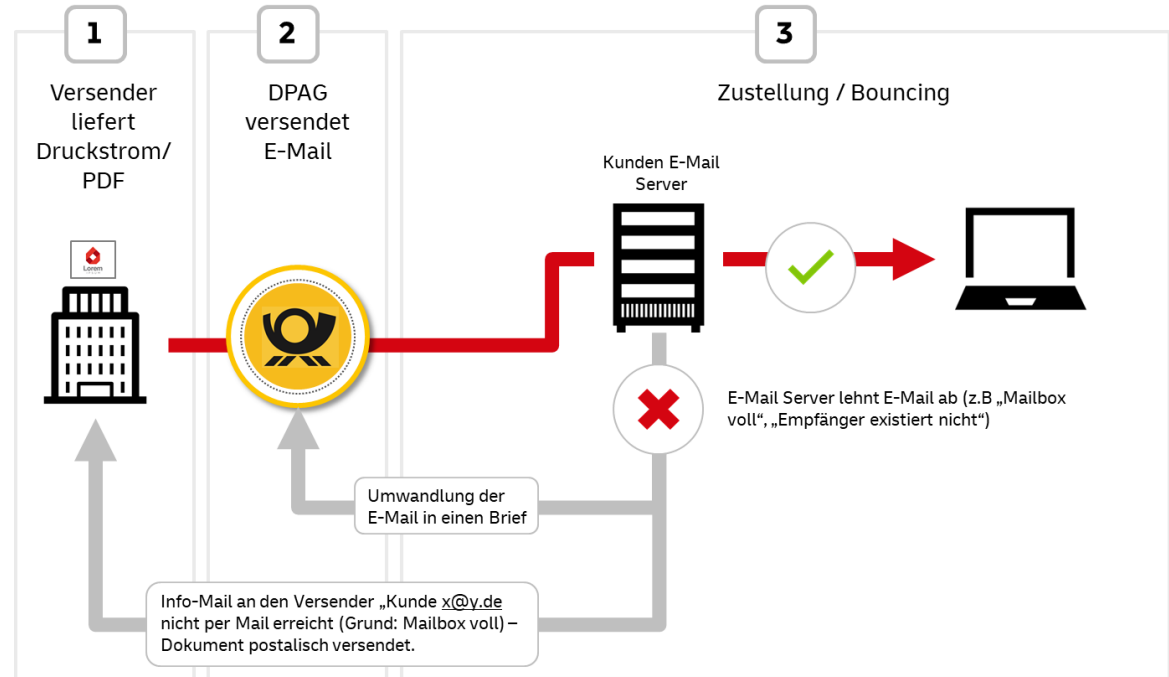 1
Versender
liefert
Druckstrom/
PDF
Lorem
2
DPAG
versendet
E-Mail
3
Zustellung / Bouncing
Kunden E-Mail
Server
E-Mail Server lehnt E-Mail ab (z.B „Mailbox
voll“, „Empfänger existiert nicht“)
Umwandlung der
E-Mail in einen Brief
Info-Mail an den Versender „Kunde x@y.de
nicht per Mail erreicht (Grund: Mailbox voll) –
Dokument postalisch versendet.